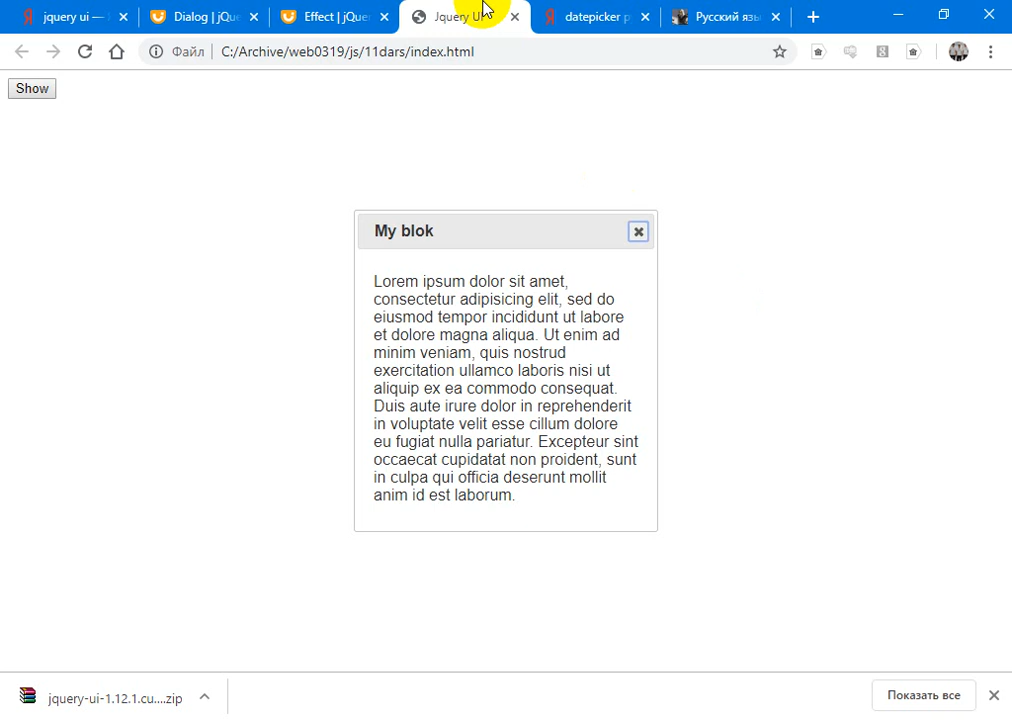 jquery ui —
Dialog | jQu
Effect | jQue
Jquery U
datepicker p
Русский язы
Файл
C:/Archive/web0319/js/11dars/index.html
Show
My blok
Lorem ipsum dolor sit amet,
consectetur adipisicing elit, sed do
eiusmod tempor incididunt ut labore
et dolore magna aliqua. Ut enim ad
minim veniam, quis nostrud
exercitation ullamco laboris nisi ut
aliquip ex ea commodo consequat.
Duis aute irure dolor in reprehenderit
in voluptate velit esse cillum dolore
eu fugiat nulla pariatur. Excepteur sint
occaecat cupidatat non proident, sunt
in culpa qui officia deserunt mollit
anim id est laborum.
jquery-ui-1.12.1.cu....zip
Показать все